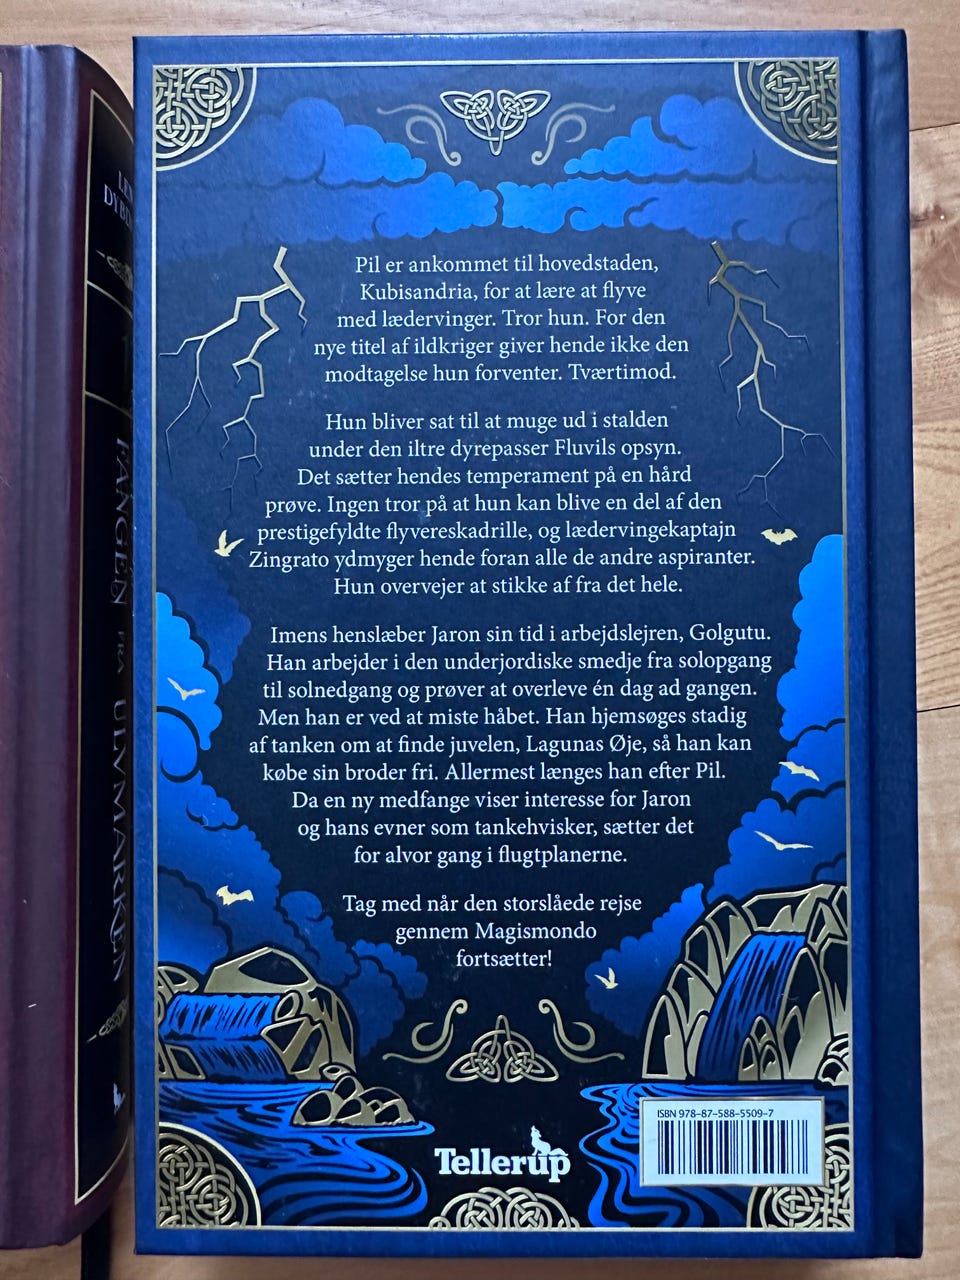 FANGEN FRA ULVMARKEN
Pil er ankommet til hovedstaden,
Kubisandria, for at lære at flyve
med lædervinger. Tror hun. For den
nye titel af ildkriger giver hende ikke den
modtagelse hun forventer. Tværtimod.
Hun bliver sat til at muge ud i stalden
under den iltre dyrepasser Fluvils opsyn.
Det sætter hendes temperament på en hård
prøve. Ingen tror på at hun kan blive en del af den
prestigefyldte flyvereskadrille, og lædervingekaptajn
Zingrato ydmyger hende foran alle de andre aspiranter.
Hun overvejer at stikke af fra det hele.
Imens henslæber Jaron sin tid i arbejdslejren, Golgutu.
Han arbejder i den underjordiske smedje fra solopgang
til solnedgang og prøver at overleve én dag ad gangen.
Men han er ved at miste håbet. Han hjemsøges stadig
af tanken om at finde juvelen, Lagunas Øje, så han kan
købe sin broder fri. Allermest længes han efter Pil.
Da en ny medfange viser interesse for Jaron
og hans evner som tankehvisker, sætter det
for alvor gang i flugtplanerne.
Tag med når den storslåede rejse
gennem Magismondo
fortsætter!
ISBN 978-87-588-5509-7
Tellerup